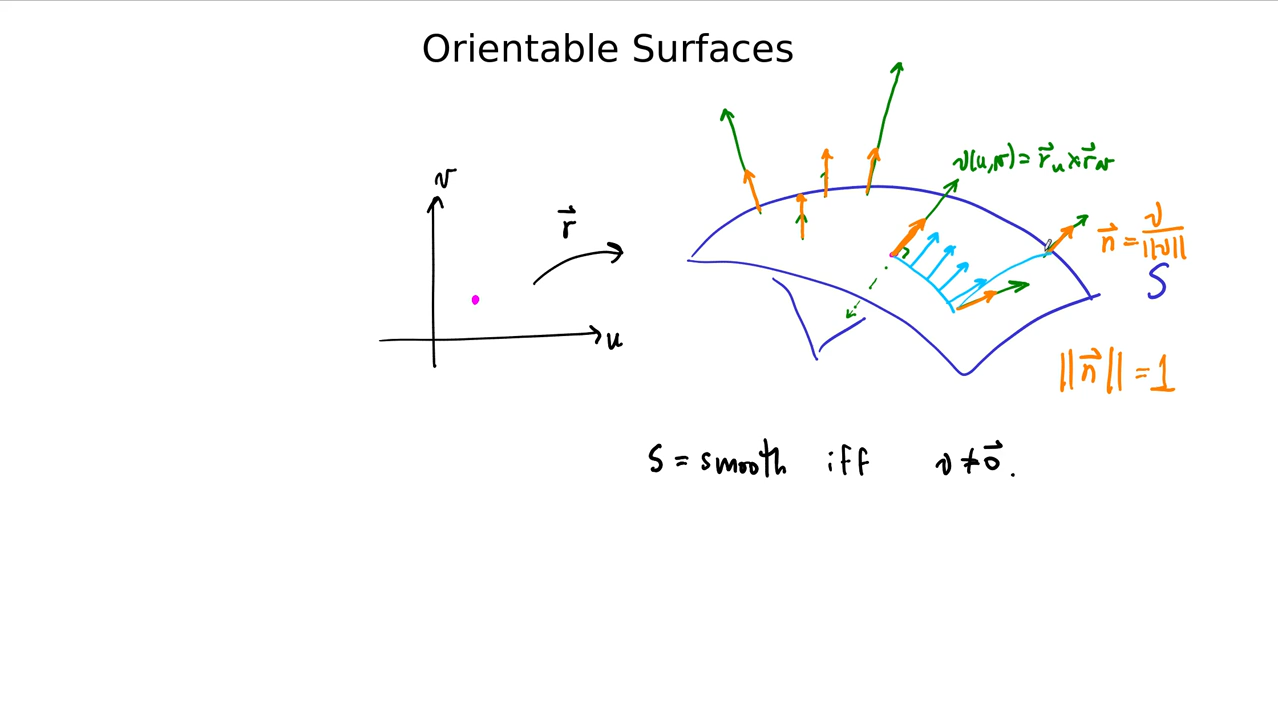 Orientable Surfaces
v
r⃗
u
ν(u,v) = r⃗ᵤ × r⃗ᵥ
n⃗ = ν / ||ν||
S
||n⃗|| = 1
S = smooth iff ν ≠ 0⃗.